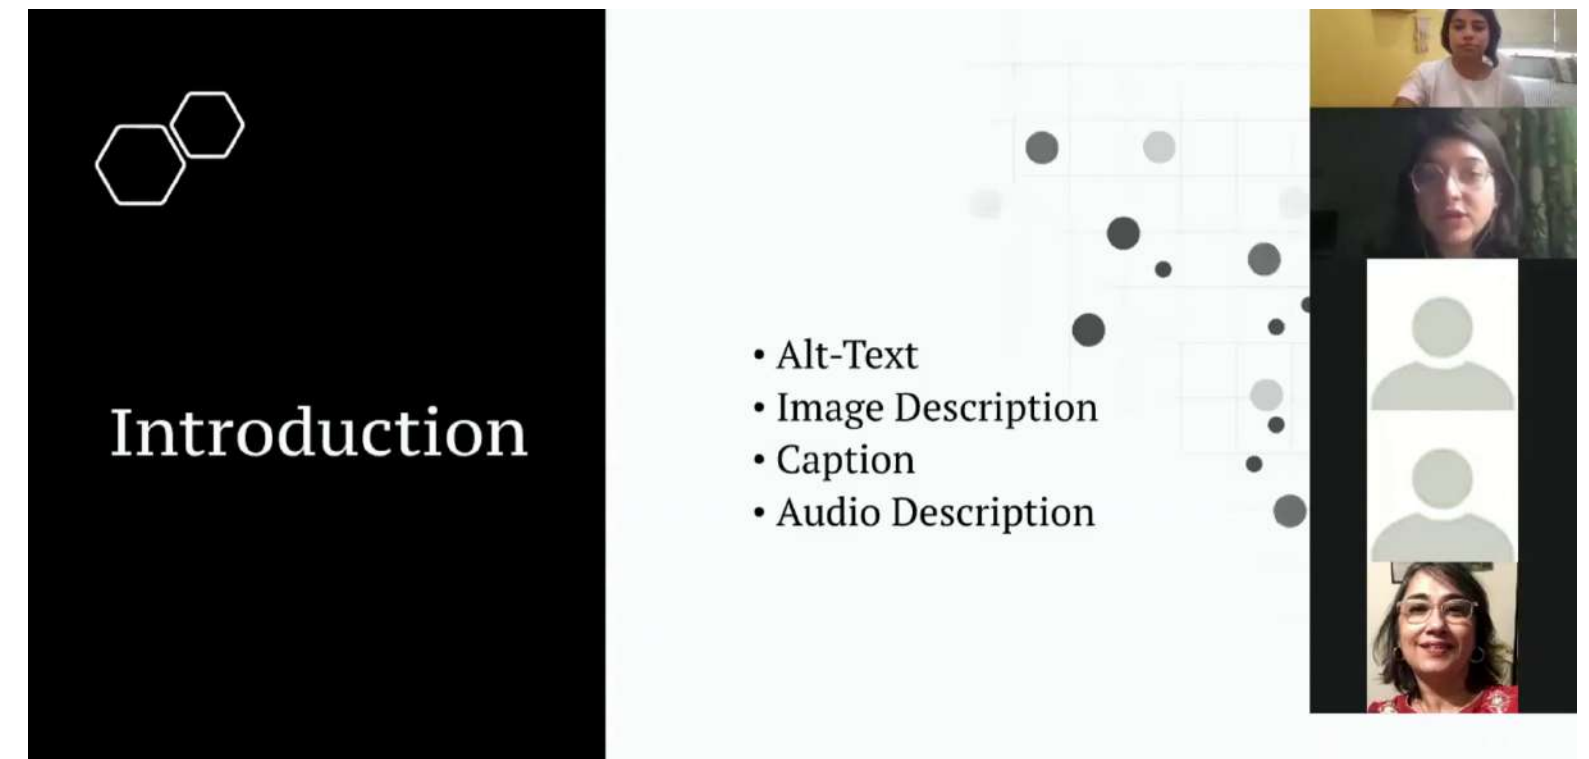 Introduction
• Alt-Text
• Image Description
• Caption
• Audio Description